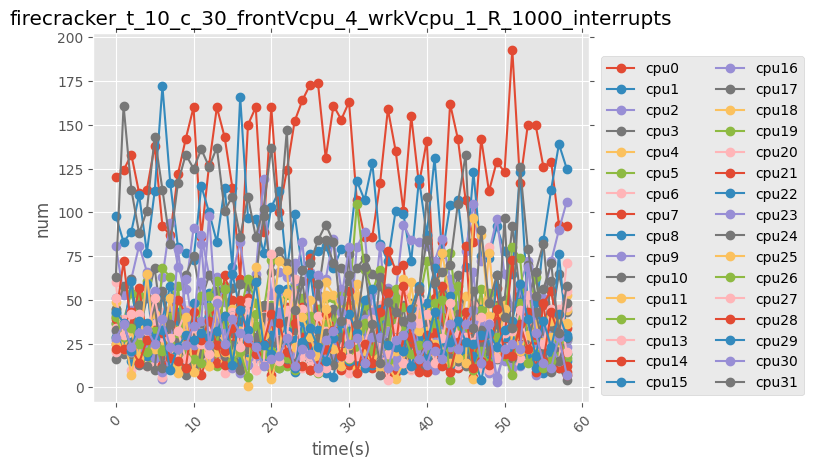 firecracker_t_10_c_30_frontVcpu_4_wrkVcpu_1_R_1000_interrupts
200
175
150
125
100
75
50
25
0
num
0
10
20
30
40
50
60
time(s)
cpu0
cpu1
cpu2
cpu3
cpu4
cpu5
cpu6
cpu7
cpu8
cpu9
cpu10
cpu11
cpu12
cpu13
cpu14
cpu15
cpu16
cpu17
cpu18
cpu19
cpu20
cpu21
cpu22
cpu23
cpu24
cpu25
cpu26
cpu27
cpu28
cpu29
cpu30
cpu31